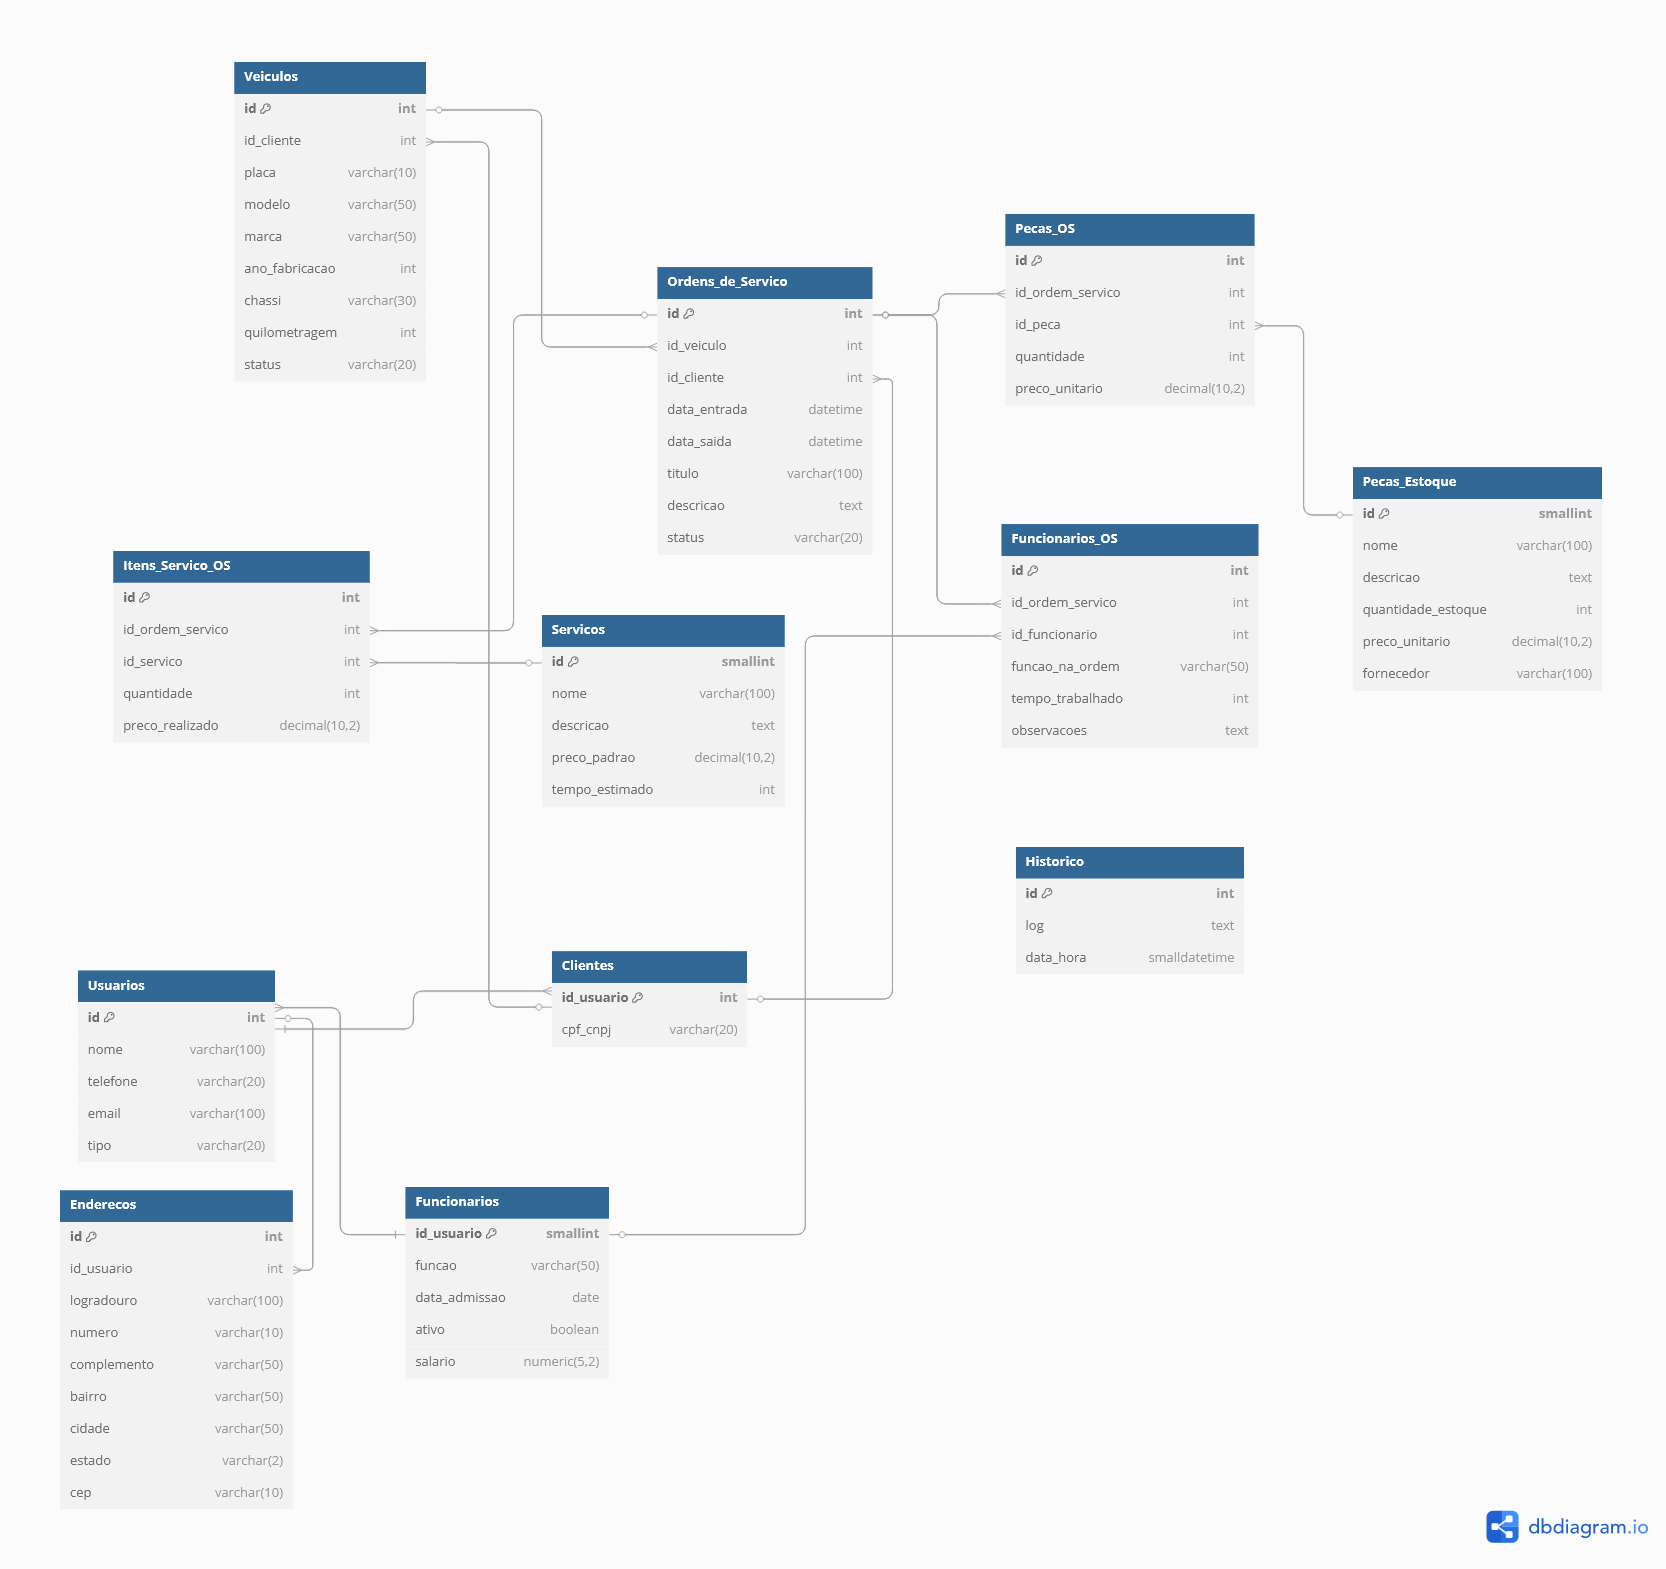 Veiculos
id int
id_cliente int
placa varchar(10)
modelo varchar(50)
marca varchar(50)
ano_fabricacao int
chassi varchar(30)
quilometragem int
status varchar(20)
Pecas_OS
id int
id_ordem_servico int
id_peca int
quantidade int
preco_unitario decimal(10,2)
Ordens_de_Servico
id int
id_veiculo int
id_cliente int
data_entrada datetime
data_saida datetime
titulo varchar(100)
descricao text
status varchar(20)
Pecas_Estoque
id smallint
nome varchar(100)
descricao text
quantidade_estoque int
preco_unitario decimal(10,2)
fornecedor varchar(100)
Funcionarios_OS
id int
id_ordem_servico int
id_funcionario int
funcao_na_ordem varchar(50)
tempo_trabalhado int
observacoes text
Itens_Servico_OS
id int
id_ordem_servico int
id_servico int
quantidade int
preco_realizado decimal(10,2)
Servicos
id smallint
nome varchar(100)
descricao text
preco_padrao decimal(10,2)
tempo_estimado int
Historico
id int
log text
data_hora smalldatetime
Clientes
id_usuario int
cpf_cnpj varchar(20)
Usuarios
id int
nome varchar(100)
telefone varchar(20)
email varchar(100)
tipo varchar(20)
Funcionarios
id_usuario smallint
funcao varchar(50)
data_admissao date
ativo boolean
salario numeric(5,2)
Enderecos
id int
id_usuario int
logradouro varchar(100)
numero varchar(10)
complemento varchar(50)
bairro varchar(50)
cidade varchar(50)
estado varchar(2)
cep varchar(10)
dbdiagram.io